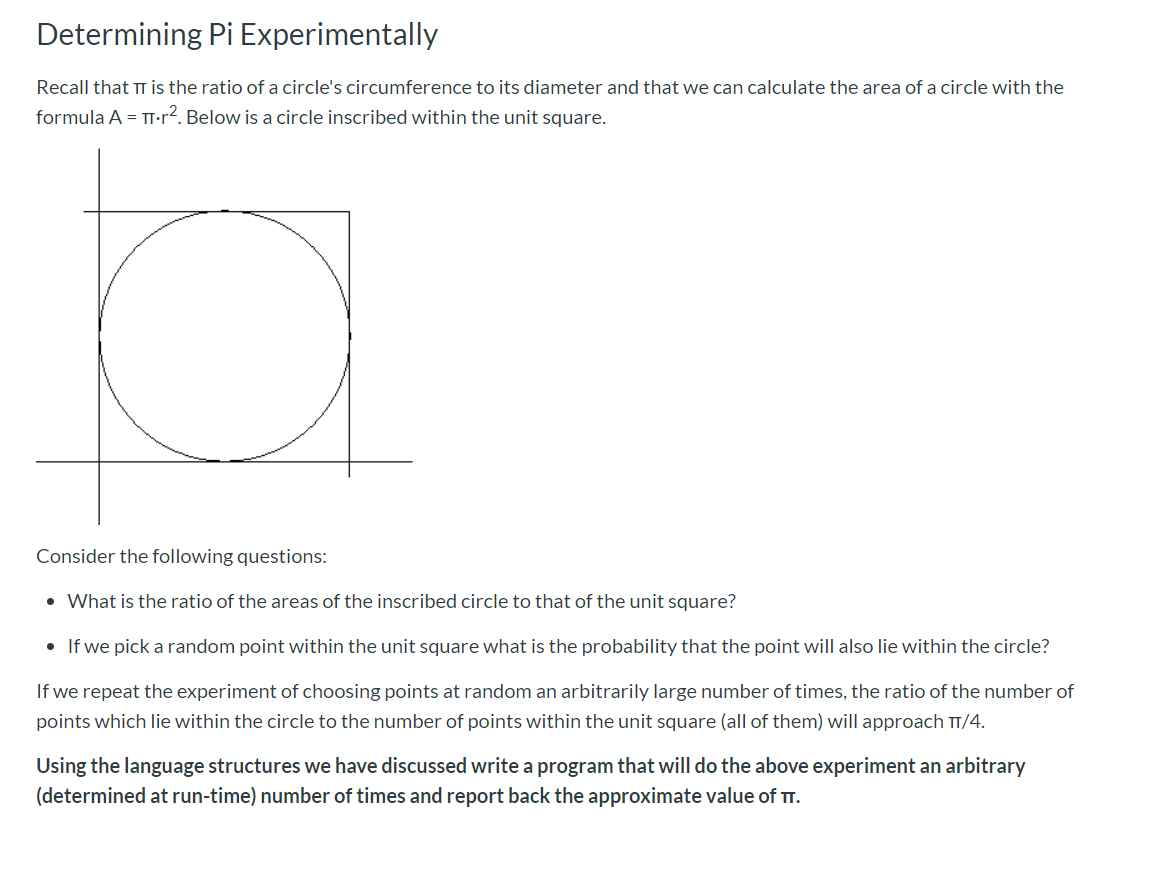 Determining Pi Experimentally
Recall that π is the ratio of a circle's circumference to its diameter and that we can calculate the area of a circle with the
formula A = π·r². Below is a circle inscribed within the unit square.
Consider the following questions:
• What is the ratio of the areas of the inscribed circle to that of the unit square?
• If we pick a random point within the unit square what is the probability that the point will also lie within the circle?
If we repeat the experiment of choosing points at random an arbitrarily large number of times, the ratio of the number of
points which lie within the circle to the number of points within the unit square (all of them) will approach π/4.
Using the language structures we have discussed write a program that will do the above experiment an arbitrary
(determined at run-time) number of times and report back the approximate value of π.